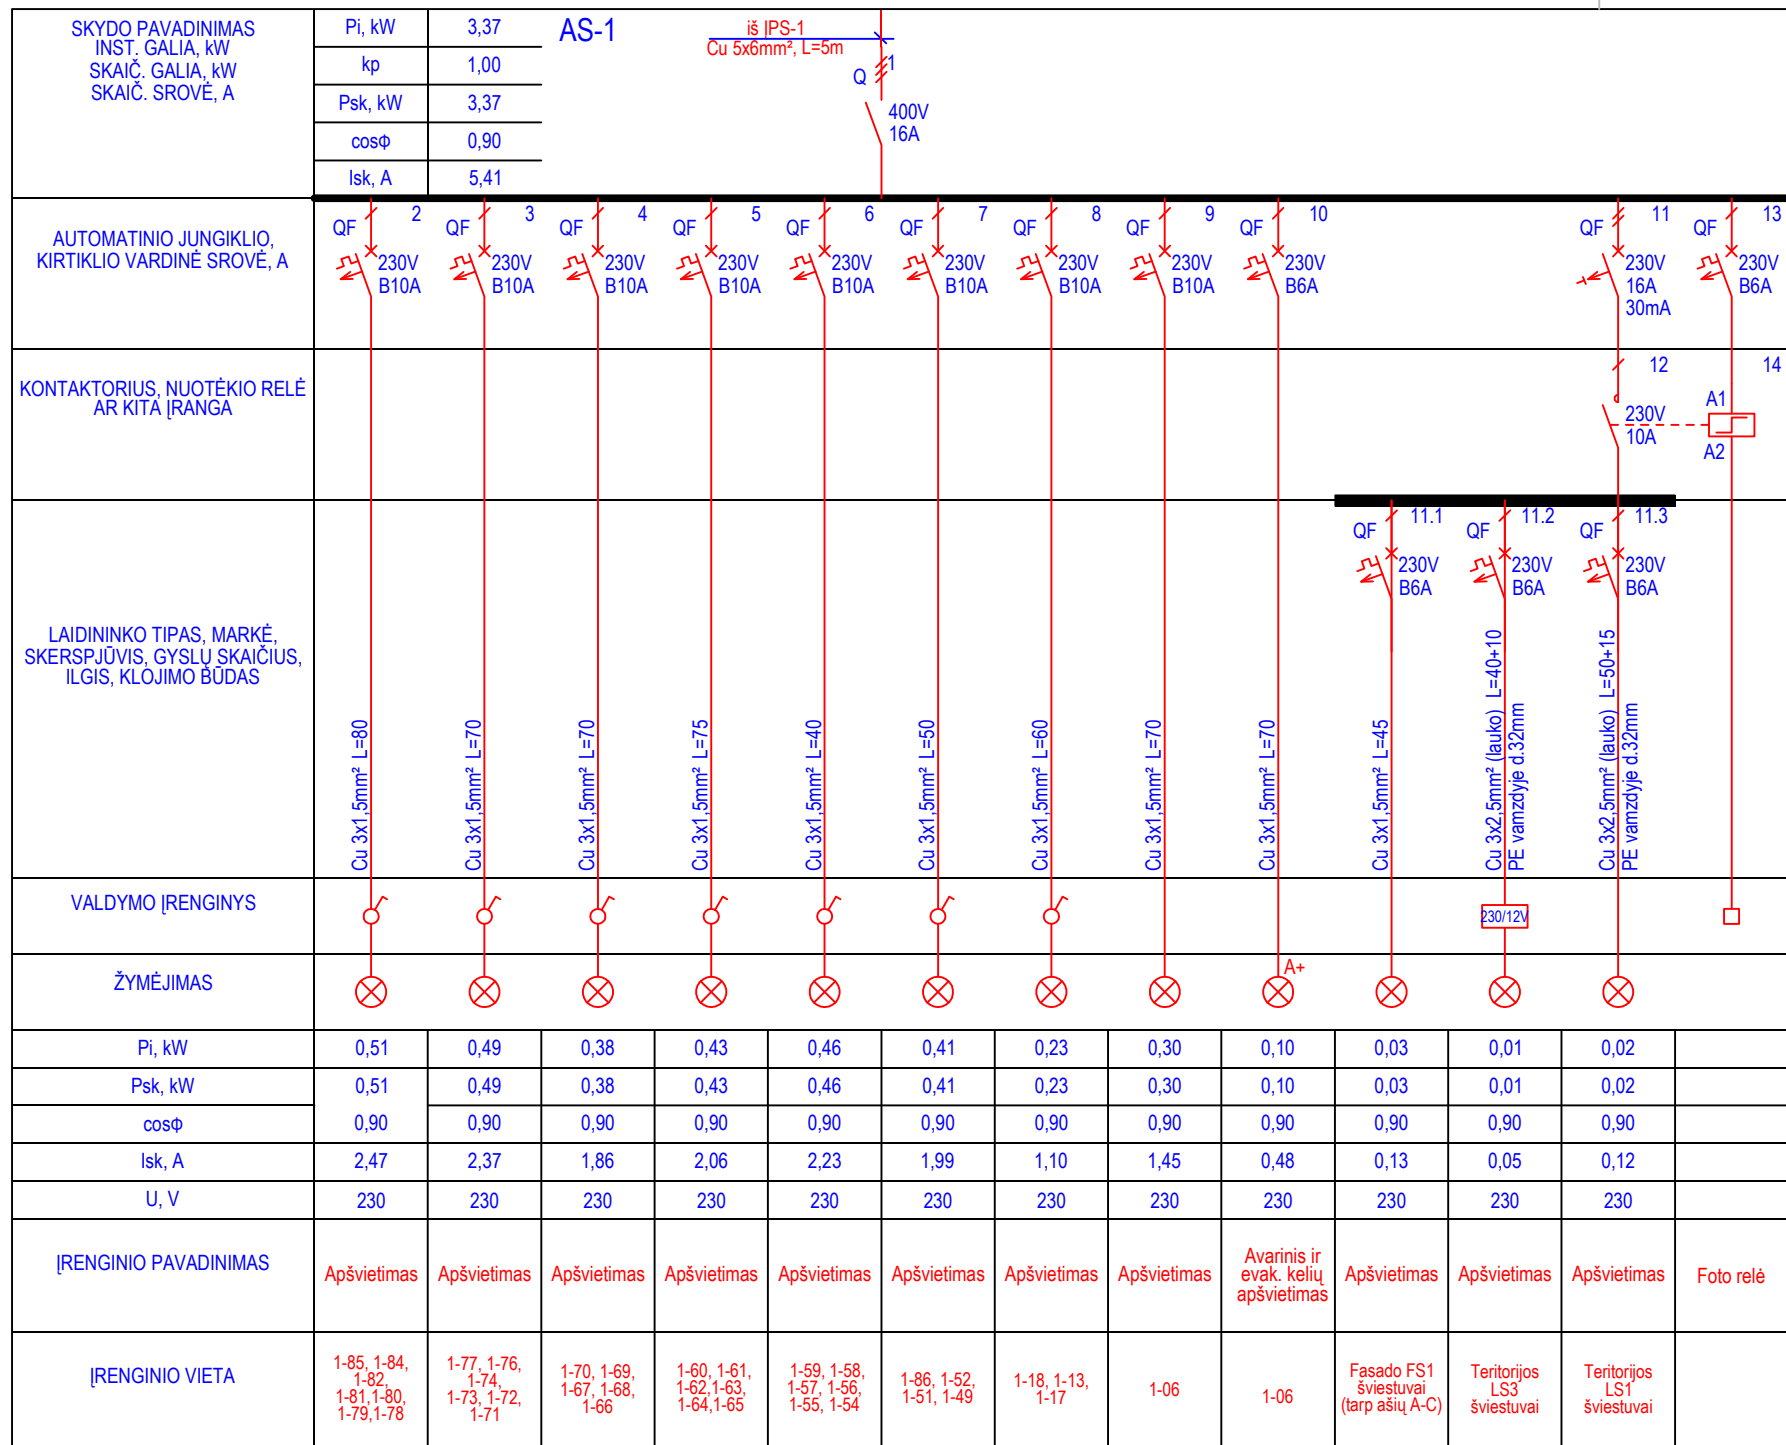 SKYDO PAVADINIMAS
INST. GALIA, kW
SKAIČ. GALIA, kW
SKAIČ. SROVĖ, A
Pi, kW 3,37
kp 1,00
Psk, kW 3,37
cosΦ 0,90
Isk, A 5,41
AS-1
iš ĮPS-1
Cu 5x6mm², L=5m
1
Q
400V
16A
AUTOMATINIO JUNGIKLIO,
KIRTIKLIO VARDINĖ SROVĖ, A
2 3 4 5 6 7 8 9 10 11 13
QF QF QF QF QF QF QF QF QF QF QF
230V 230V 230V 230V 230V 230V 230V 230V 230V 230V 230V
B10A B10A B10A B10A B10A B10A B10A B10A B6A 16A B6A
30mA
KONTAKTORIUS, NUOTĖKIO RELĖ
AR KITA ĮRANGA
12 14
230V
10A
A1
A2
LAIDININKO TIPAS, MARKĖ,
SKERSPJŪVIS, GYSLŲ SKAIČIUS,
ILGIS, KLOJIMO BŪDAS
11.1 11.2 11.3
QF QF QF
230V 230V 230V
B6A B6A B6A
Cu 3x1,5mm² L=80
Cu 3x1,5mm² L=70
Cu 3x1,5mm² L=70
Cu 3x1,5mm² L=75
Cu 3x1,5mm² L=40
Cu 3x1,5mm² L=50
Cu 3x1,5mm² L=60
Cu 3x1,5mm² L=70
Cu 3x1,5mm² L=70
Cu 3x1,5mm² L=45
Cu 3x2,5mm² (lauko) L=40+10
PE vamzdyje d.32mm
Cu 3x2,5mm² (lauko) L=50+15
PE vamzdyje d.32mm
VALDYMO ĮRENGINYS
230/12V
ŽYMĖJIMAS
A+
Pi, kW 0,51 0,49 0,38 0,43 0,46 0,41 0,23 0,30 0,10 0,03 0,01 0,02
Psk, kW 0,51 0,49 0,38 0,43 0,46 0,41 0,23 0,30 0,10 0,03 0,01 0,02
cosΦ 0,90 0,90 0,90 0,90 0,90 0,90 0,90 0,90 0,90 0,90 0,90 0,90
Isk, A 2,47 2,37 1,86 2,06 2,23 1,99 1,10 1,45 0,48 0,13 0,05 0,12
U, V 230 230 230 230 230 230 230 230 230 230 230 230
ĮRENGINIO PAVADINIMAS
Apšvietimas
Apšvietimas
Apšvietimas
Apšvietimas
Apšvietimas
Apšvietimas
Apšvietimas
Apšvietimas
Avarinis ir
evak. kelių
apšvietimas
Apšvietimas
Apšvietimas
Apšvietimas
Foto relė
ĮRENGINIO VIETA
1-85, 1-84,
1-82,
1-81,1-80,
1-79,1-78
1-77, 1-76,
1-74,
1-73, 1-72,
1-71
1-70, 1-69,
1-67, 1-68,
1-66
1-60, 1-61,
1-62,1-63,
1-64,1-65
1-59, 1-58,
1-57, 1-56,
1-55, 1-54
1-86, 1-52,
1-51, 1-49
1-18, 1-13,
1-17
1-06
1-06
Fasado FS1
šviestuvai
(tarp ašių A-C)
Teritorijos
LS3
šviestuvai
Teritorijos
LS1
šviestuvai